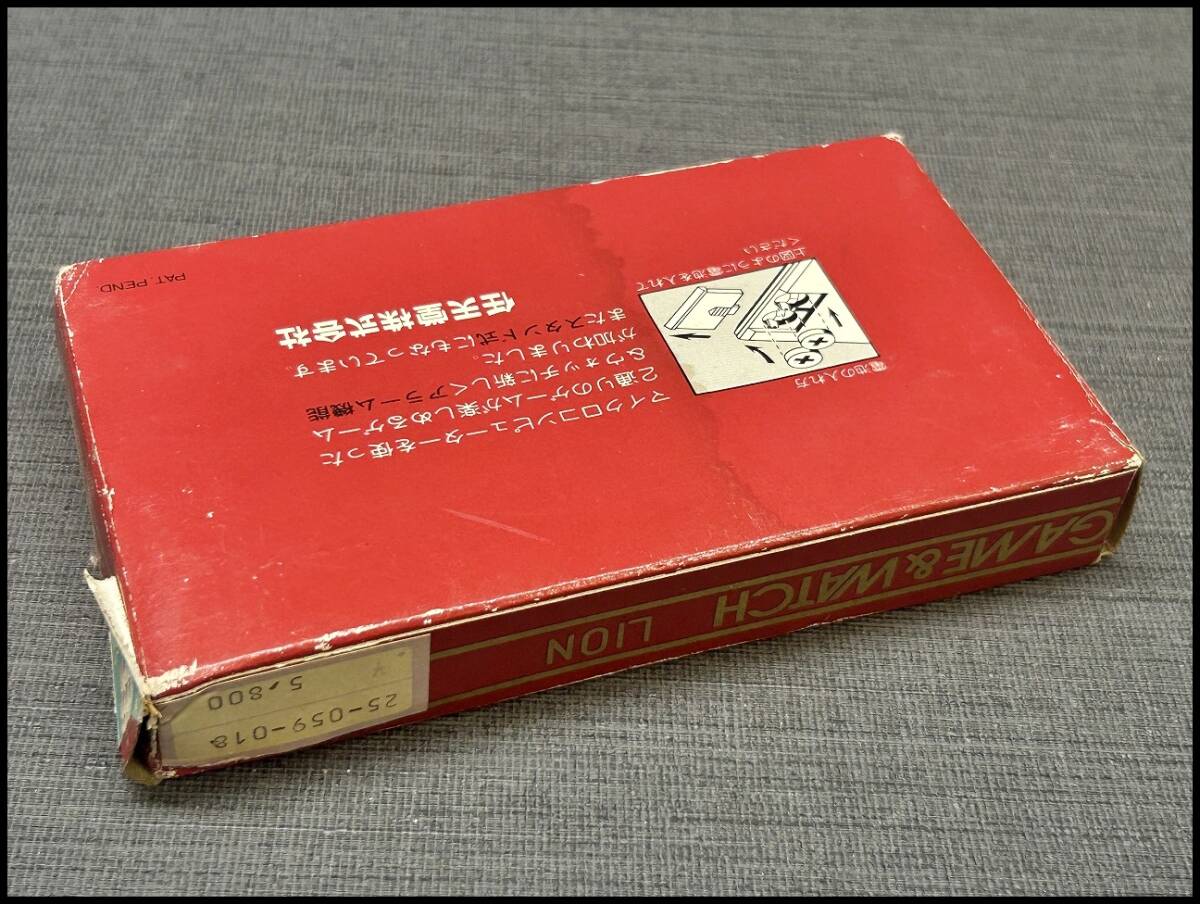 電池の入れ方
上図のように電池を入れて
ください
マイクロコンピューターを使った
2通りのゲームが楽しめるゲーム
&ウォッチに新しくアラーム機能
が加わりました。
またスタンド式にもなっています。
任天堂株式会社
PAT. PEND.
GAME & WATCH LION
25-059-018
¥
5,800